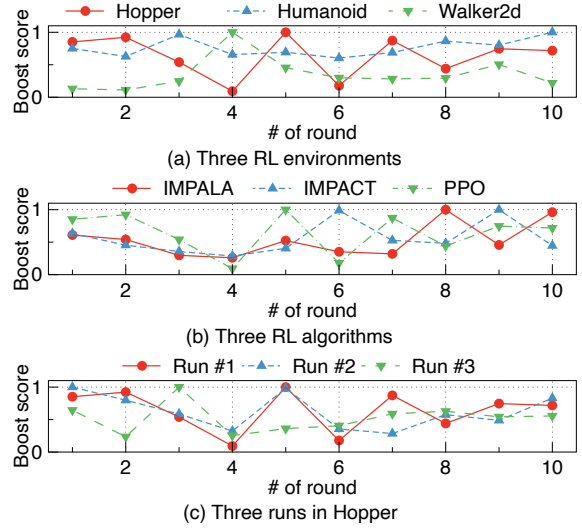 Hopper Humanoid Walker2d
Boost score
1
0
2 4 6 8 10
# of round
(a) Three RL environments
IMPALA IMPACT PPO
Boost score
1
0
2 4 6 8 10
# of round
(b) Three RL algorithms
Run #1 Run #2 Run #3
Boost score
1
0
2 4 6 8 10
# of round
(c) Three runs in Hopper